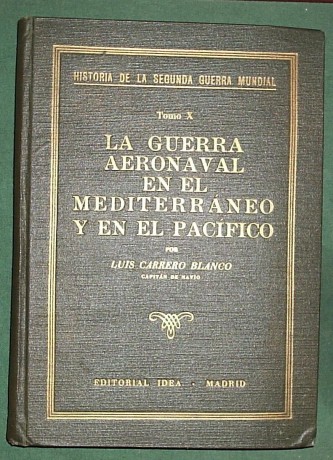 HISTORIA DE LA SEGUNDA GUERRA MUNDIAL
Tomo X
LA GUERRA
AERONAVAL
EN EL
MEDITERRÁNEO
Y EN EL PACÍFICO
POR
LUIS CARRERO BLANCO
CAPITÁN DE NAVÍO
EDITORIAL IDEA - MADRID